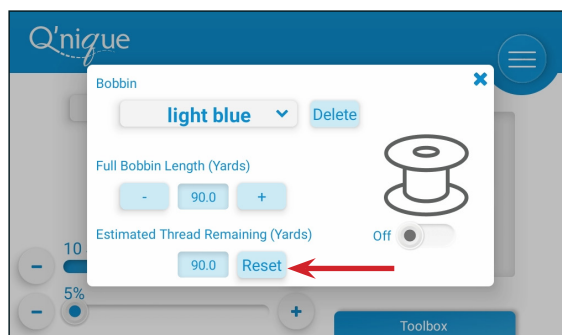 Q'nique
Bobbin
light blue Delete
Full Bobbin Length (Yards)
- 90.0 +
Estimated Thread Remaining (Yards) Off
90.0 Reset
10
5%
- +
Toolbox